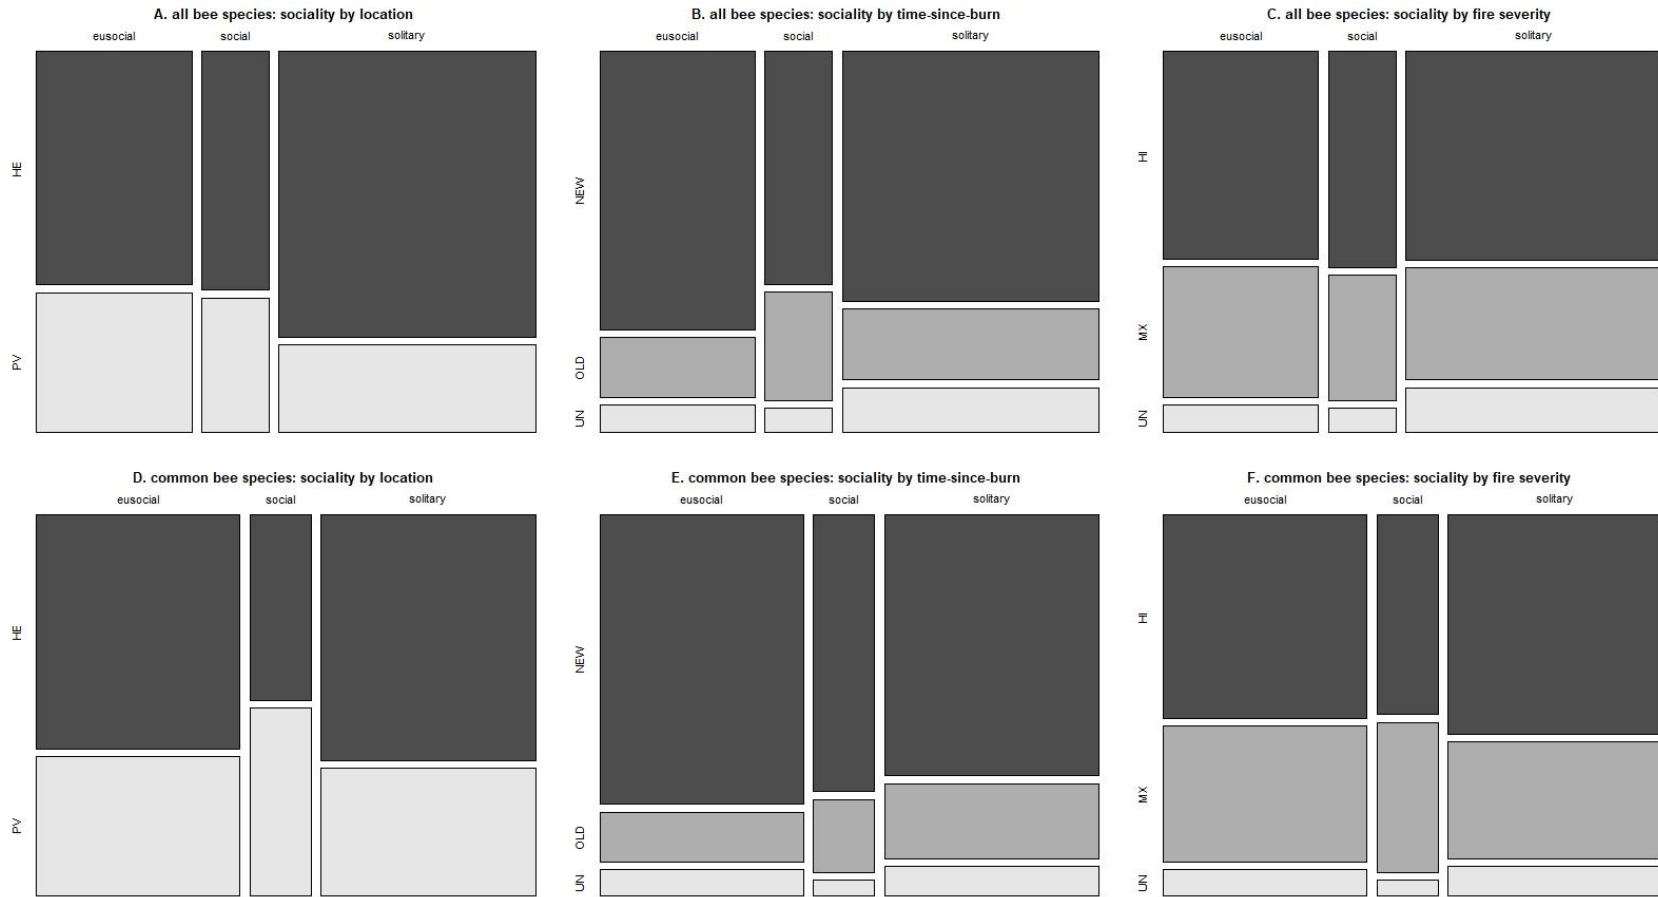 A. all bee species: sociality by location
eusocial social solitary
HE
PV
B. all bee species: sociality by time-since-burn
eusocial social solitary
NEW
OLD
UN
C. all bee species: sociality by fire severity
eusocial social solitary
HI
MX
UN
D. common bee species: sociality by location
eusocial social solitary
HE
PV
E. common bee species: sociality by time-since-burn
eusocial social solitary
NEW
OLD
UN
F. common bee species: sociality by fire severity
eusocial social solitary
HI
MX
UN